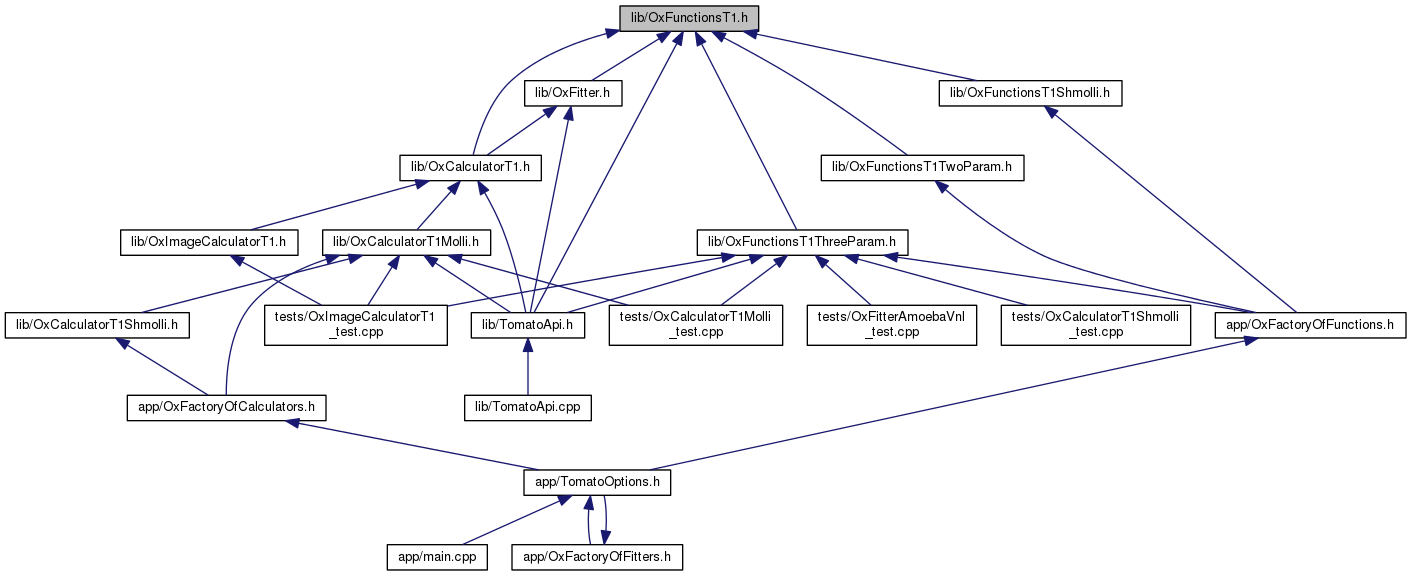 lib/OxFunctionsT1.h
lib/OxFitter.h
lib/OxFunctionsT1Shmolli.h
lib/OxCalculatorT1.h
lib/OxFunctionsT1TwoParam.h
lib/OxImageCalculatorT1.h
lib/OxCalculatorT1Molli.h
lib/OxFunctionsT1ThreeParam.h
lib/OxCalculatorT1Shmolli.h
tests/OxImageCalculatorT1
_test.cpp
lib/TomatoApi.h
tests/OxCalculatorT1Molli
_test.cpp
tests/OxFitterAmoebaVnl
_test.cpp
tests/OxCalculatorT1Shmolli
_test.cpp
app/OxFactoryOfFunctions.h
app/OxFactoryOfCalculators.h
lib/TomatoApi.cpp
app/TomatoOptions.h
app/main.cpp
app/OxFactoryOfFitters.h